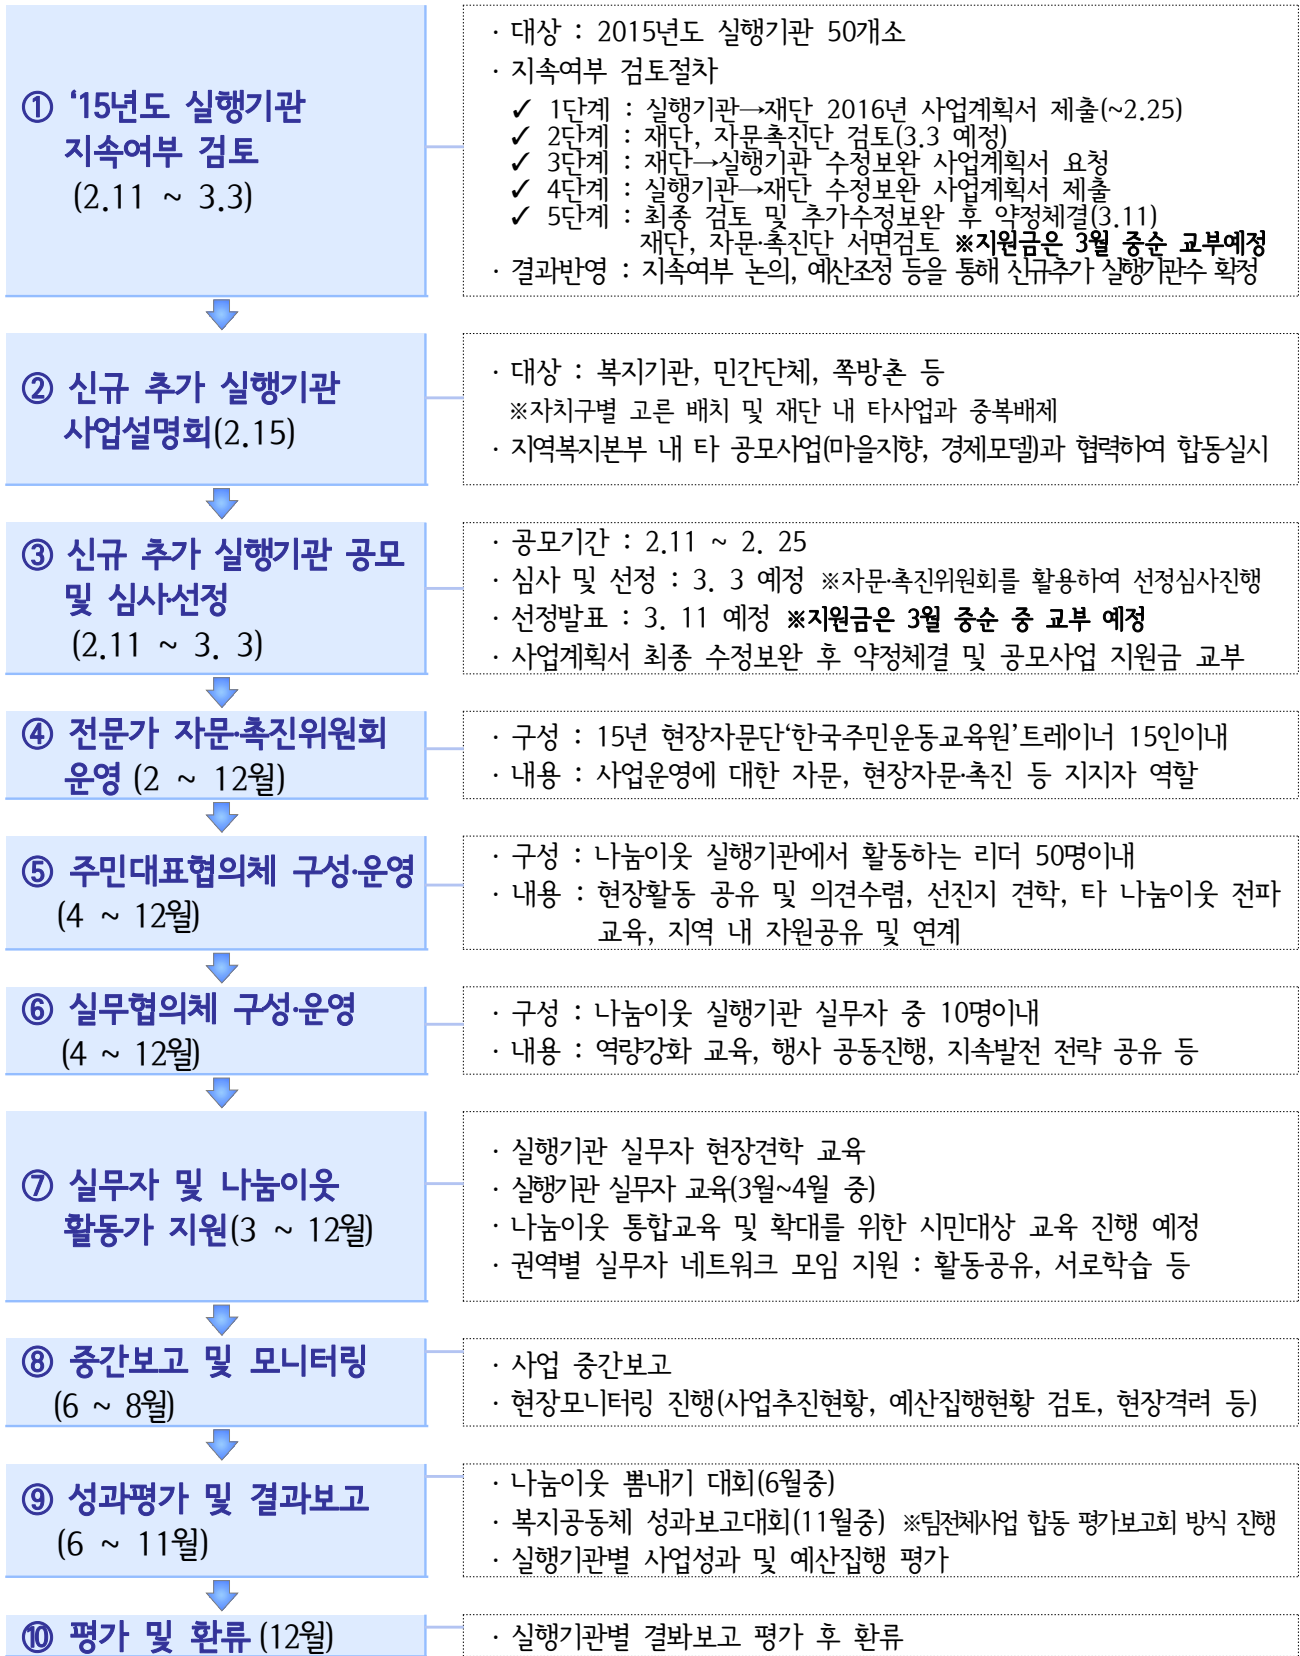 ① ‘15년도 실행기관
지속여부 검토
(2.11 ~ 3.3)
· 대상 : 2015년도 실행기관 50개소
· 지속여부 검토절차
✓ 1단계 : 실행기관→재단 2016년 사업계획서 제출(~2.25)
✓ 2단계 : 재단, 자문촉진단 검토(3.3 예정)
✓ 3단계 : 재단→실행기관 수정보완 사업계획서 요청
✓ 4단계 : 실행기관→재단 수정보완 사업계획서 제출
✓ 5단계 : 최종 검토 및 추가수정보완 후 약정체결(3.11)
재단, 자문·촉진단 서면검토 ※지원금은 3월 중순 교부예정
· 결과반영 : 지속여부 논의, 예산조정 등을 통해 신규추가 실행기관수 확정
② 신규 추가 실행기관
사업설명회(2.15)
· 대상 : 복지기관, 민간단체, 쪽방촌 등
※자치구별 고른 배치 및 재단 내 타사업과 중복배제
· 지역복지본부 내 타 공모사업(마을지향, 경제모델)과 협력하여 합동실시
③ 신규 추가 실행기관 공모
및 심사·선정
(2.11 ~ 3. 3)
· 공모기간 : 2.11 ~ 2. 25
· 심사 및 선정 : 3. 3 예정 ※자문·촉진위원회를 활용하여 선정심사진행
· 선정발표 : 3. 11 예정 ※지원금은 3월 중순 중 교부 예정
· 사업계획서 최종 수정보완 후 약정체결 및 공모사업 지원금 교부
④ 전문가 자문·촉진위원회
운영 (2 ~ 12월)
· 구성 : 15년 현장자문단‘한국주민운동교육원’트레이너 15인이내
· 내용 : 사업운영에 대한 자문, 현장자문·촉진 등 지지자 역할
⑤ 주민대표협의체 구성·운영
(4 ~ 12월)
· 구성 : 나눔이웃 실행기관에서 활동하는 리더 50명이내
· 내용 : 현장활동 공유 및 의견수렴, 선진지 견학, 타 나눔이웃 전파
교육, 지역 내 자원공유 및 연계
⑥ 실무협의체 구성·운영
(4 ~ 12월)
· 구성 : 나눔이웃 실행기관 실무자 중 10명이내
· 내용 : 역량강화 교육, 행사 공동진행, 지속발전 전략 공유 등
⑦ 실무자 및 나눔이웃
활동가 지원(3 ~ 12월)
· 실행기관 실무자 현장견학 교육
· 실행기관 실무자 교육(3월~4월 중)
· 나눔이웃 통합교육 및 확대를 위한 시민대상 교육 진행 예정
· 권역별 실무자 네트워크 모임 지원 : 활동공유, 서로학습 등
⑧ 중간보고 및 모니터링
(6 ~ 8월)
· 사업 중간보고
· 현장모니터링 진행(사업추진현황, 예산집행현황 검토, 현장격려 등)
⑨ 성과평가 및 결과보고
(6 ~ 11월)
· 나눔이웃 뽐내기 대회(6월중)
· 복지공동체 성과보고대회(11월중) ※팀전체사업 합동 평가보고회 방식 진행
· 실행기관별 사업성과 및 예산집행 평가
⑩ 평가 및 환류 (12월)
· 실행기관별 결봐보고 평가 후 환류